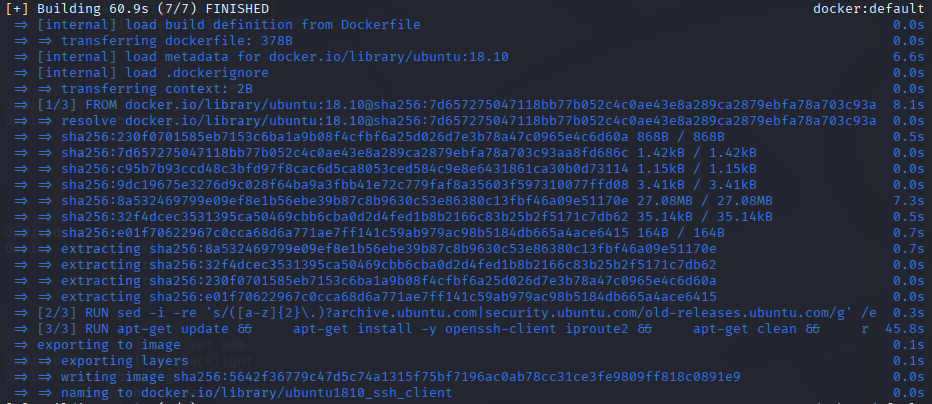 [+] Building 60.9s (7/7) FINISHED docker:default
=> [internal] load build definition from Dockerfile 0.0s
=> => transferring dockerfile: 378B 0.0s
=> [internal] load metadata for docker.io/library/ubuntu:18.10 6.6s
=> [internal] load .dockerignore 0.0s
=> => transferring context: 2B 0.0s
=> [1/3] FROM docker.io/library/ubuntu:18.10@sha256:7d657275047118bb77b052c4c0ae43e8a289ca2879ebfa78a703c93a 8.1s
=> => resolve docker.io/library/ubuntu:18.10@sha256:7d657275047118bb77b052c4c0ae43e8a289ca2879ebfa78a703c93a 0.0s
=> => sha256:230f0701585eb7153c6ba1a9b08f4cfbf6a25d026d7e3b78a47c0965e4c6d60a 868B / 868B 0.5s
=> => sha256:7d657275047118bb77b052c4c0ae43e8a289ca2879ebfa78a703c93aa8fd686c 1.42kB / 1.42kB 0.0s
=> => sha256:c95b7b93ccd48c3bfd97f8cac6d5ca8053ced584c9e8e6431861ca30b0d73114 1.15kB / 1.15kB 0.0s
=> => sha256:9dc19675e3276d9c028f64ba9a3fbb41e72c779faf8a35603f597310077ffd08 3.41kB / 3.41kB 0.0s
=> => sha256:8a532469799e09ef8e1b56ebe39b87c8b9630c53e86380c13fbf46a09e51170e 27.08MB / 27.08MB 7.3s
=> => sha256:32f4dcec3531395ca50469cbb6cba0d2d4fed1b8b2166c83b25b2f5171c7db62 35.14kB / 35.14kB 0.5s
=> => sha256:e01f70622967c0cca68d6a771ae7ff141c59ab979ac98b5184db665a4ace6415 164B / 164B 0.7s
=> => extracting sha256:8a532469799e09ef8e1b56ebe39b87c8b9630c53e86380c13fbf46a09e51170e 0.7s
=> => extracting sha256:32f4dcec3531395ca50469cbb6cba0d2d4fed1b8b2166c83b25b2f5171c7db62 0.0s
=> => extracting sha256:230f0701585eb7153c6ba1a9b08f4cfbf6a25d026d7e3b78a47c0965e4c6d60a 0.0s
=> => extracting sha256:e01f70622967c0cca68d6a771ae7ff141c59ab979ac98b5184db665a4ace6415 0.0s
=> [2/3] RUN sed -i -re 's/([a-z]{2}\.)?archive.ubuntu.com|security.ubuntu.com/old-releases.ubuntu.com/g' /e 0.3s
=> [3/3] RUN apt-get update && apt-get install -y openssh-client iproute2 && apt-get clean && r 45.8s
=> exporting to image 0.1s
=> => exporting layers 0.1s
=> => writing image sha256:5642f36779c47d5c74a1315f75bf7196ac0ab78cc31ce3fe9809ff818c0891e9 0.0s
=> => naming to docker.io/library/ubuntu1810_ssh_client 0.0s